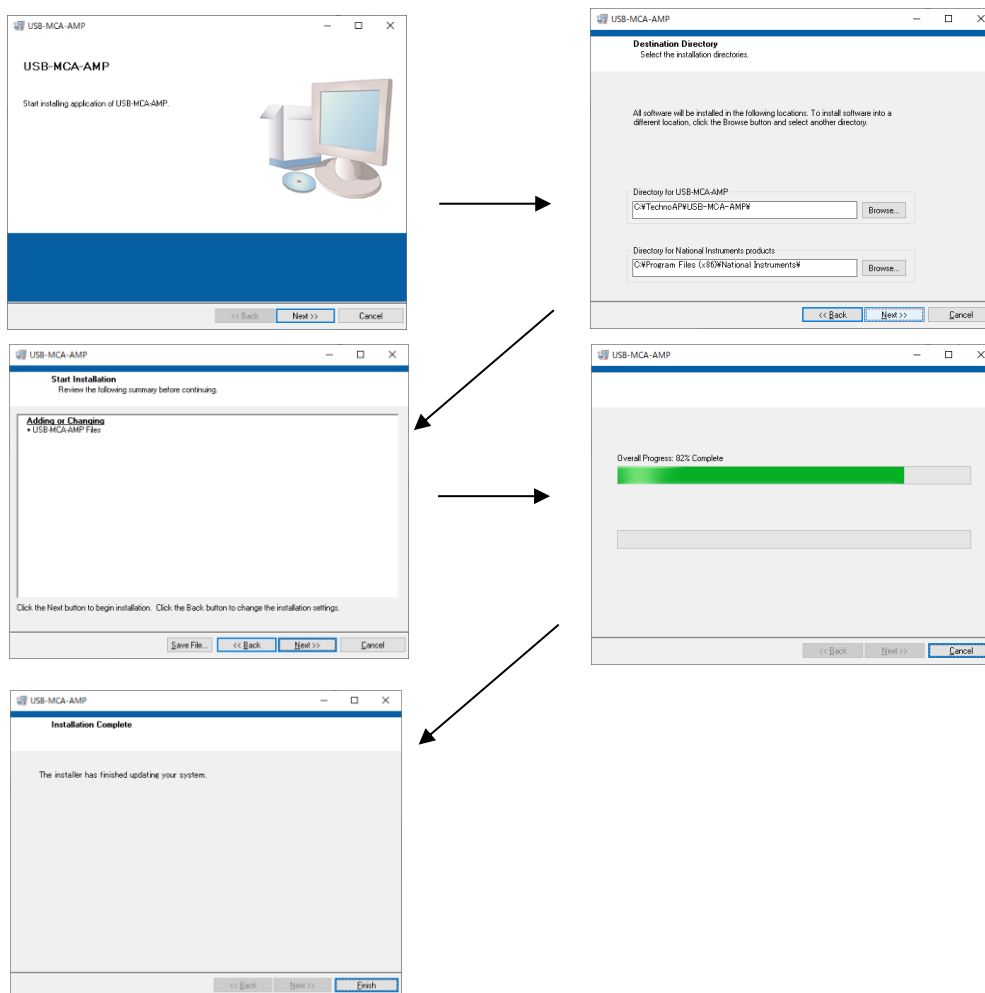 USB-MCA-AMP
USB-MCA-AMP
Start installing application of USB-MCA-AMP.
<< Back
Next >>
Cancel
USB-MCA-AMP
Destination Directory
Select the installation directories.
All software will be installed in the following locations. To install software into a
different location, click the Browse button and select another directory.
Directory for USB-MCA-AMP
C:¥TechnoAP¥USB-MCA-AMP¥
Browse...
Directory for National Instruments products
C:¥Program Files (x86)¥National Instruments¥
Browse...
<< Back
Next >>
Cancel
USB-MCA-AMP
Start Installation
Review the following summary before continuing.
Adding or Changing
• USB-MCA-AMP Files
Click the Next button to begin installation. Click the Back button to change the installation settings.
Save File...
<< Back
Next >>
Cancel
USB-MCA-AMP
Overall Progress: 82% Complete
<< Back
Next >>
Cancel
USB-MCA-AMP
Installation Complete
The installer has finished updating your system.
<< Back
Next >>
Finish